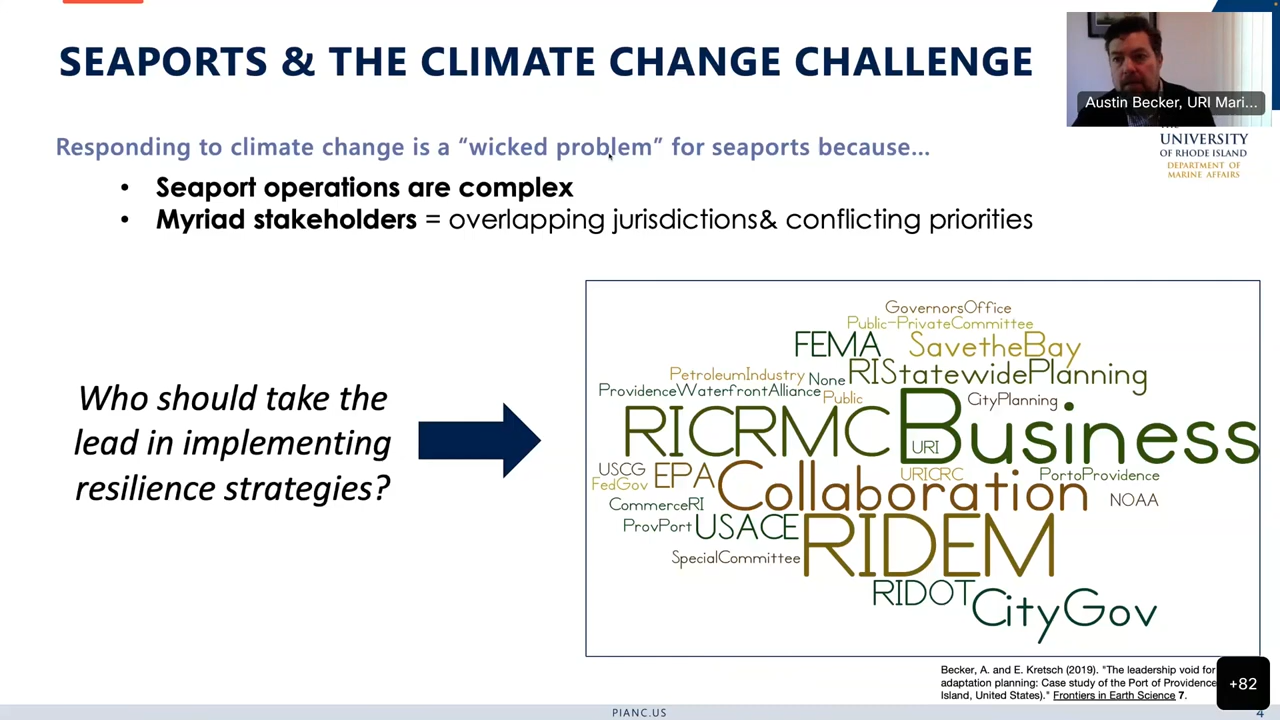 SEAPORTS & THE CLIMATE CHANGE CHALLENGE
Austin Becker, URI Mari...
UNIVERSITY
OF RHODE ISLAND
DEPARTMENT OF
MARINE AFFAIRS
Responding to climate change is a “wicked problem” for seaports because...
• Seaport operations are complex
• Myriad stakeholders = overlapping jurisdictions& conflicting priorities
Who should take the
lead in implementing
resilience strategies?
GovernorsOffice
Public-PrivateCommittee
FEMA SavetheBay
PetroleumIndustry None RIStatewidePlanning
ProvidenceWaterfrontAlliance Public CityPlanning
RICRMC Business
URI
USCG EPA Collaboration URICRC PortoProvidence
FedGov NOAA
CommerceRI
ProvPort USACE RIDEM
SpecialCommittee
RIDOT CityGov
Becker, A. and E. Kretsch (2019). "The leadership void for
adaptation planning: Case study of the Port of Providence
Island, United States)." Frontiers in Earth Science 7.
+82
PIANC.US
4